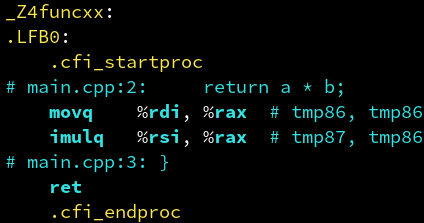 _Z4funcxx:
.LFB0:
.cfi_startproc
# main.cpp:2:     return a * b;
movq    %rdi, %rax  # tmp86, tmp86
imulq   %rsi, %rax  # tmp87, tmp86
# main.cpp:3: }
ret
.cfi_endproc